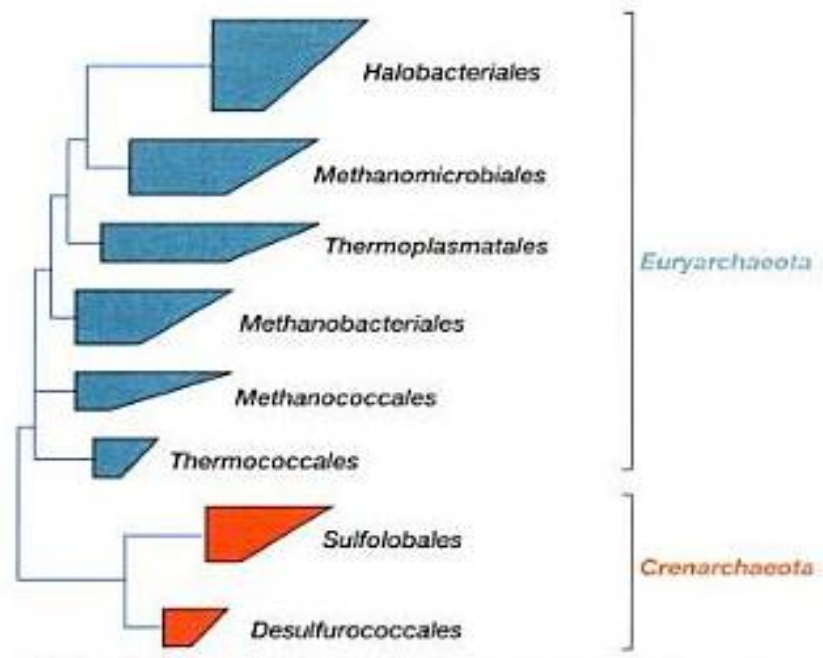 Halobacteriales
Methanomicrobiales
Thermoplasmatales
Euryarchaeota
Methanobacteriales
Methanococcales
Thermococcales
Sulfolobales
Crenarchaeota
Desulfurococcales